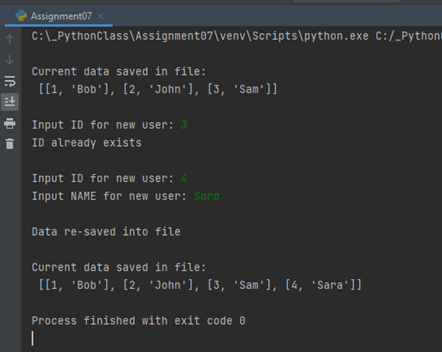 Assignment07
C:\_PythonClass\Assignment07\venv\Scripts\python.exe C:/_Python
Current data saved in file:
[[1, 'Bob'], [2, 'John'], [3, 'Sam']]
Input ID for new user: 3
ID already exists
Input ID for new user: 4
Input NAME for new user: Sara
Data re-saved into file
Current data saved in file:
[[1, 'Bob'], [2, 'John'], [3, 'Sam'], [4, 'Sara']]
Process finished with exit code 0